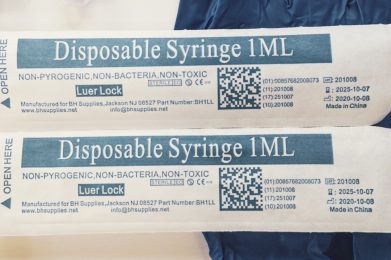 OPEN HERE
Disposable Syringe 1ML
NON-PYROGENIC,NON-BACTERIA,NON-TOXIC
Luer Lock
STERILE EO
Manufactured for BH Supplies,Jackson NJ 08527 Part Number:BH1LL
www.bhsupplies.net info@bhsupplies.net
(01):00857682008073
(11):201008
(17):251007
(10):201008
LOT: 201008
: 2025-10-07
: 2020-10-08
Made in China
OPEN HERE
Disposable Syringe 1ML
NON-PYROGENIC,NON-BACTERIA,NON-TOXIC
Luer Lock
STERILE EO
Manufactured for BH Supplies,Jackson NJ 08527 Part Number:BH1LL
www.bhsupplies.net info@bhsupplies.net
(01):00857682008073
(11):201008
(17):251007
(10):201008
LOT: 201008
: 2025-10-07
: 2020-10-08
Made in China